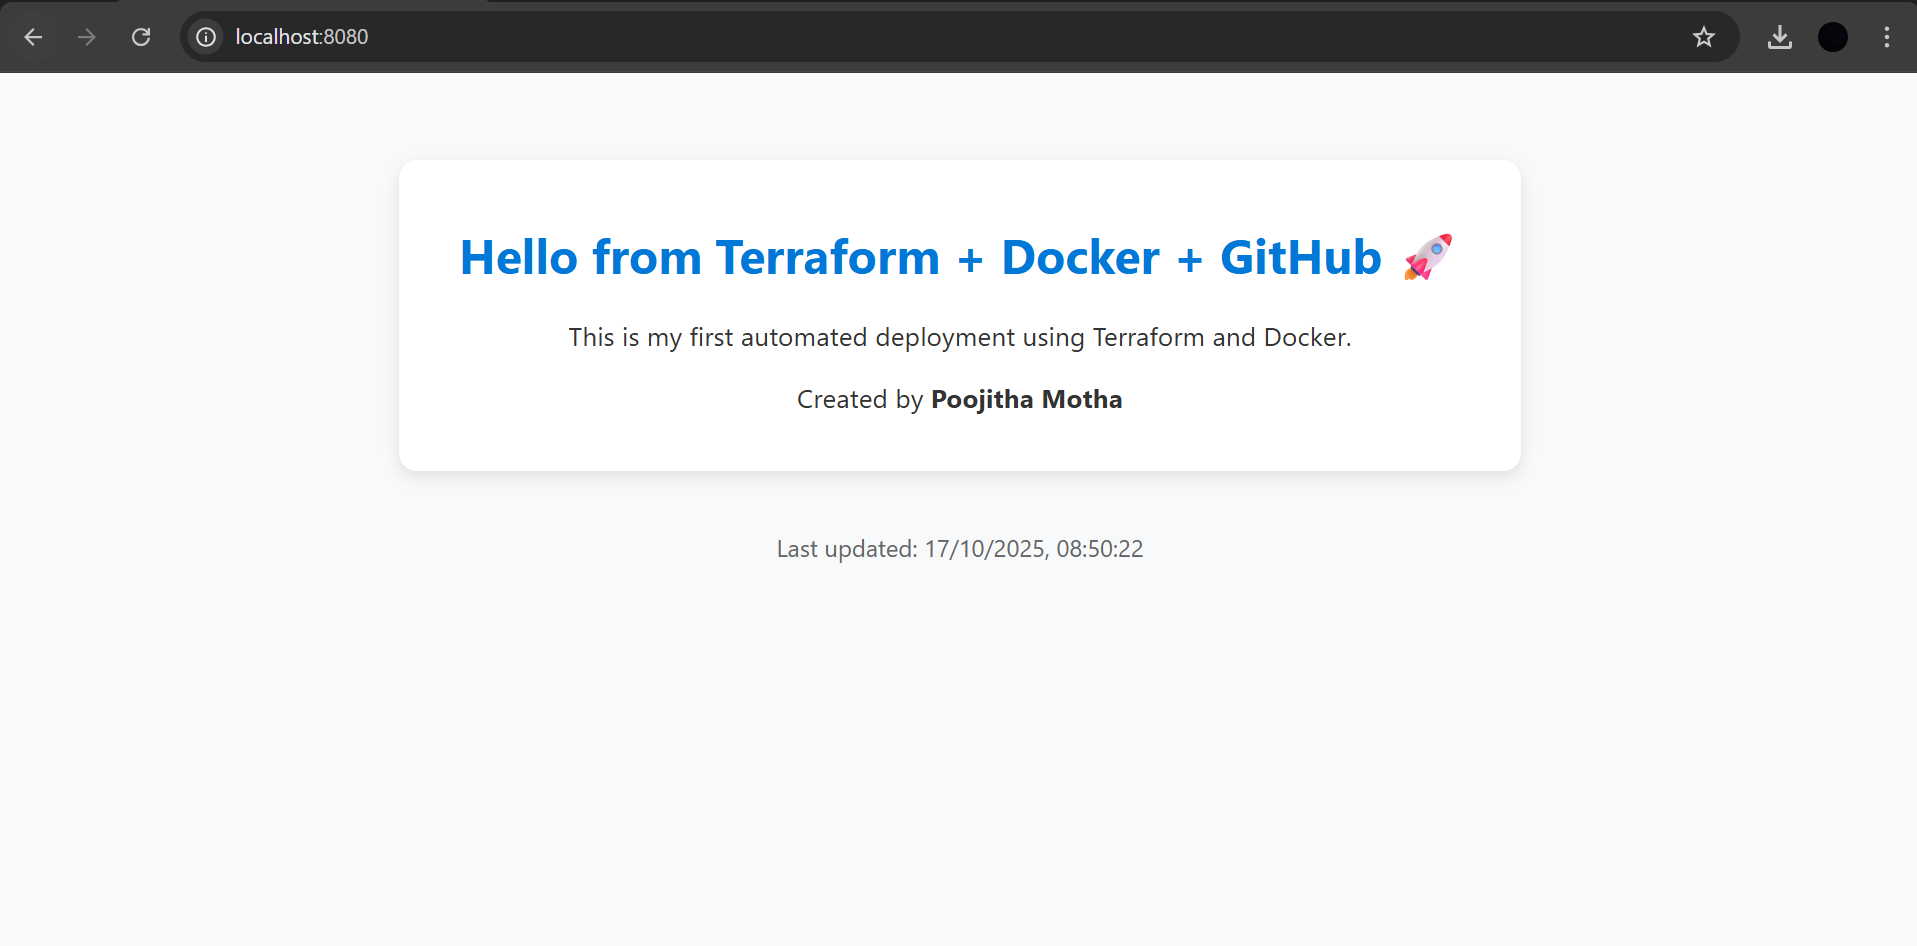 localhost:8080
Hello from Terraform + Docker + GitHub 🚀
This is my first automated deployment using Terraform and Docker.
Created by Poojitha Motha
Last updated: 17/10/2025, 08:50:22